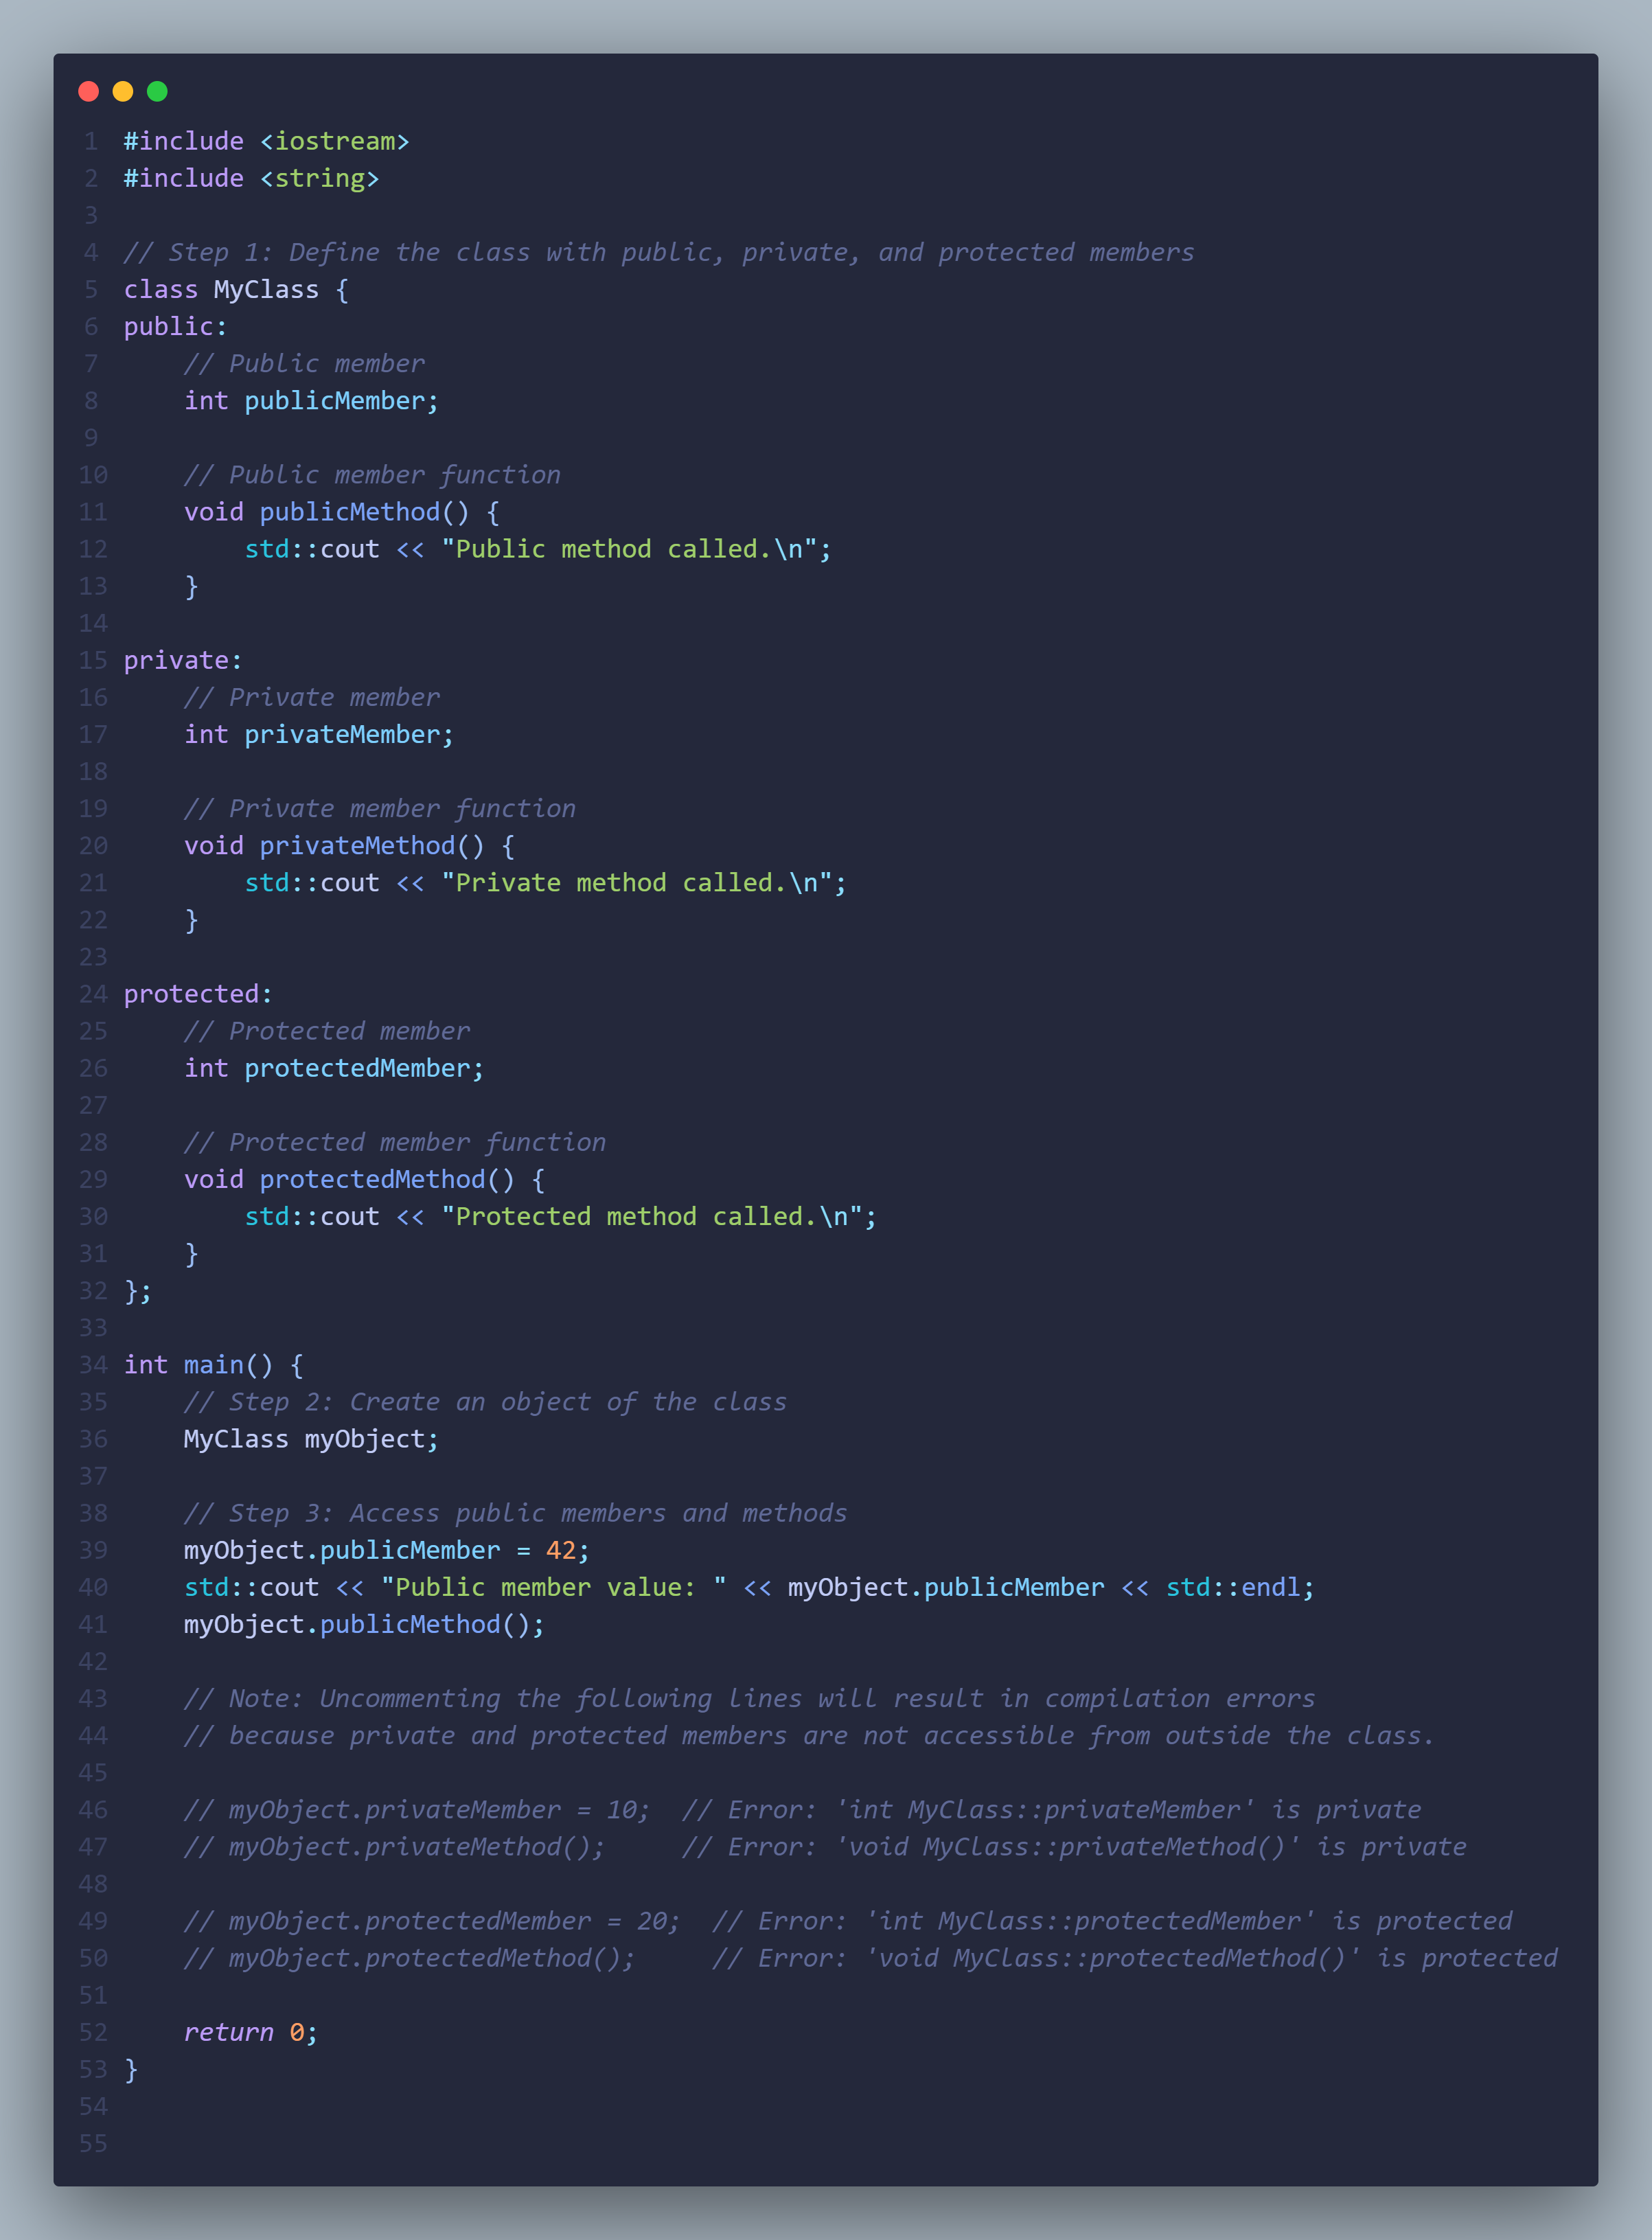 1 #include <iostream>
2 #include <string>
3
4 // Step 1: Define the class with public, private, and protected members
5 class MyClass {
6 public:
7     // Public member
8     int publicMember;
9
10     // Public member function
11     void publicMethod() {
12         std::cout << "Public method called.\n";
13     }
14
15 private:
16     // Private member
17     int privateMember;
18
19     // Private member function
20     void privateMethod() {
21         std::cout << "Private method called.\n";
22     }
23
24 protected:
25     // Protected member
26     int protectedMember;
27
28     // Protected member function
29     void protectedMethod() {
30         std::cout << "Protected method called.\n";
31     }
32 };
33
34 int main() {
35     // Step 2: Create an object of the class
36     MyClass myObject;
37
38     // Step 3: Access public members and methods
39     myObject.publicMember = 42;
40     std::cout << "Public member value: " << myObject.publicMember << std::endl;
41     myObject.publicMethod();
42
43     // Note: Uncommenting the following lines will result in compilation errors
44     // because private and protected members are not accessible from outside the class.
45
46     // myObject.privateMember = 10;  // Error: 'int MyClass::privateMember' is private
47     // myObject.privateMethod();     // Error: 'void MyClass::privateMethod()' is private
48
49     // myObject.protectedMember = 20;  // Error: 'int MyClass::protectedMember' is protected
50     // myObject.protectedMethod();     // Error: 'void MyClass::protectedMethod()' is protected
51
52     return 0;
53 }
54
55